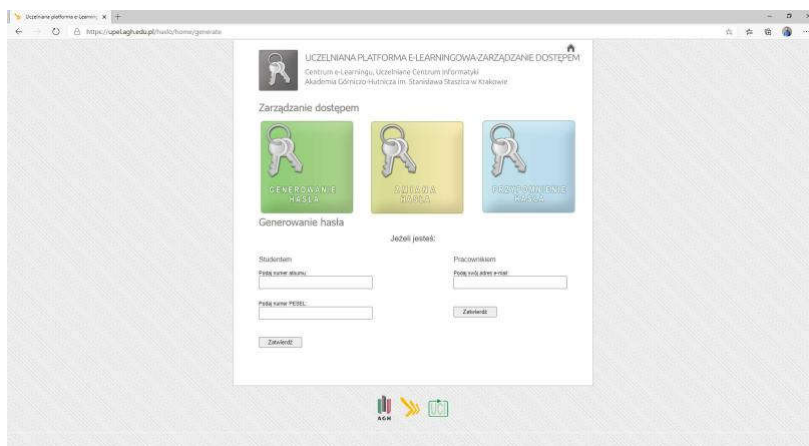 Uczelniana platforma e-Learning
https://upel.agh.edu.pl/haslo/home/generate
UCZELNIANA PLATFORMA E-LEARNINGOWA-ZARZĄDZANIE DOSTĘPEM
Centrum e-Learningu, Uczelniane Centrum Informatyki
Akademia Górniczo-Hutnicza im. Stanisława Staszica w Krakowie
Zarządzanie dostępem
GENEROWANIE
HASŁA
ZMIANA
HASŁA
PRZYPOMNIENIE
HASŁA
Generowanie hasła
Jeżeli jesteś:
Studentem
Pracownikiem
Podaj numer albumu:
Podaj swój adres e-mail:
Podaj numer PESEL:
Zatwierdź
Zatwierdź
AGH
UCI